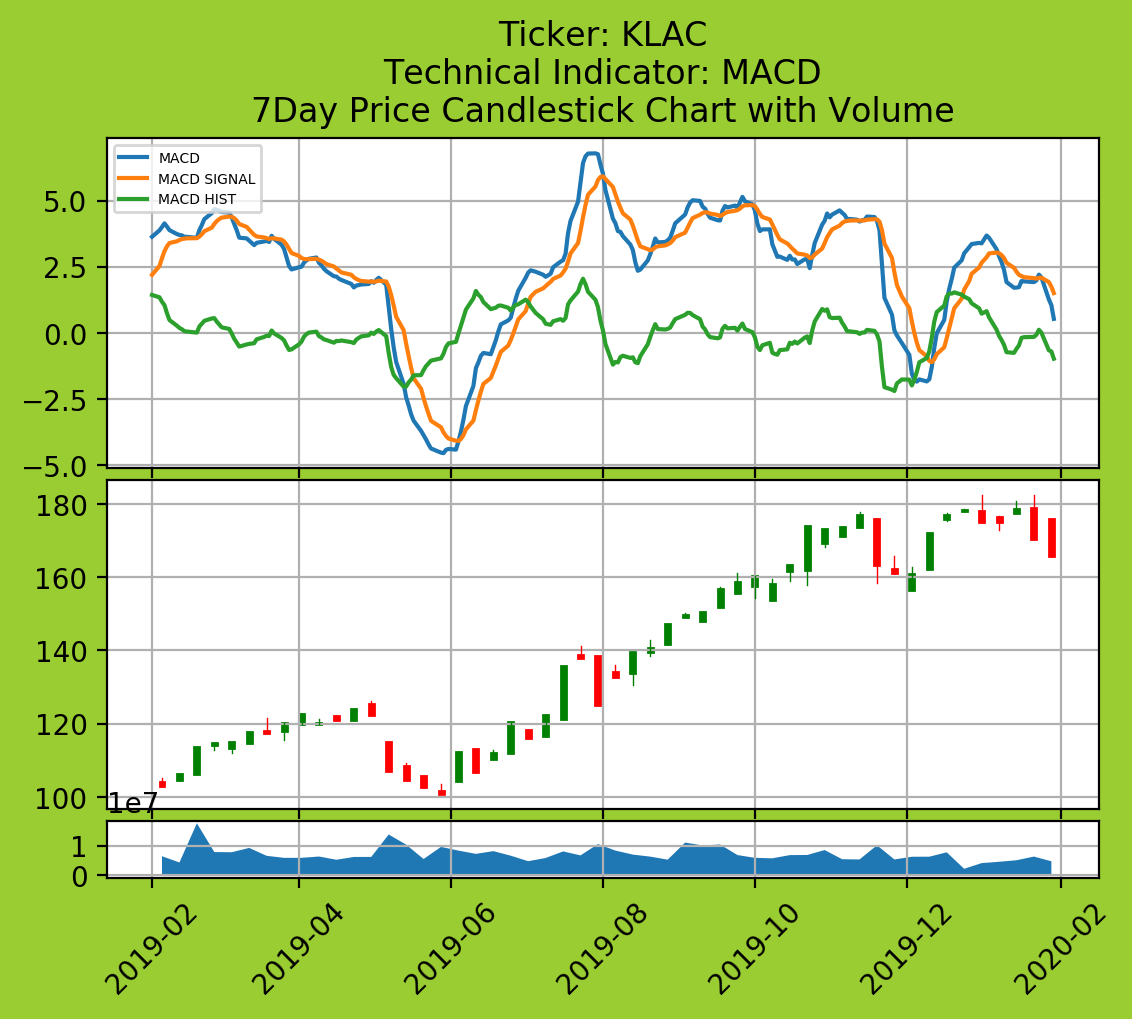 Ticker: KLAC
Technical Indicator: MACD
7Day Price Candlestick Chart with Volume
MACD
MACD SIGNAL
MACD HIST
5.0
2.5
0.0
−2.5
−5.0
180
160
140
120
100
1e7
1
0
2019-02
2019-04
2019-06
2019-08
2019-10
2019-12
2020-02